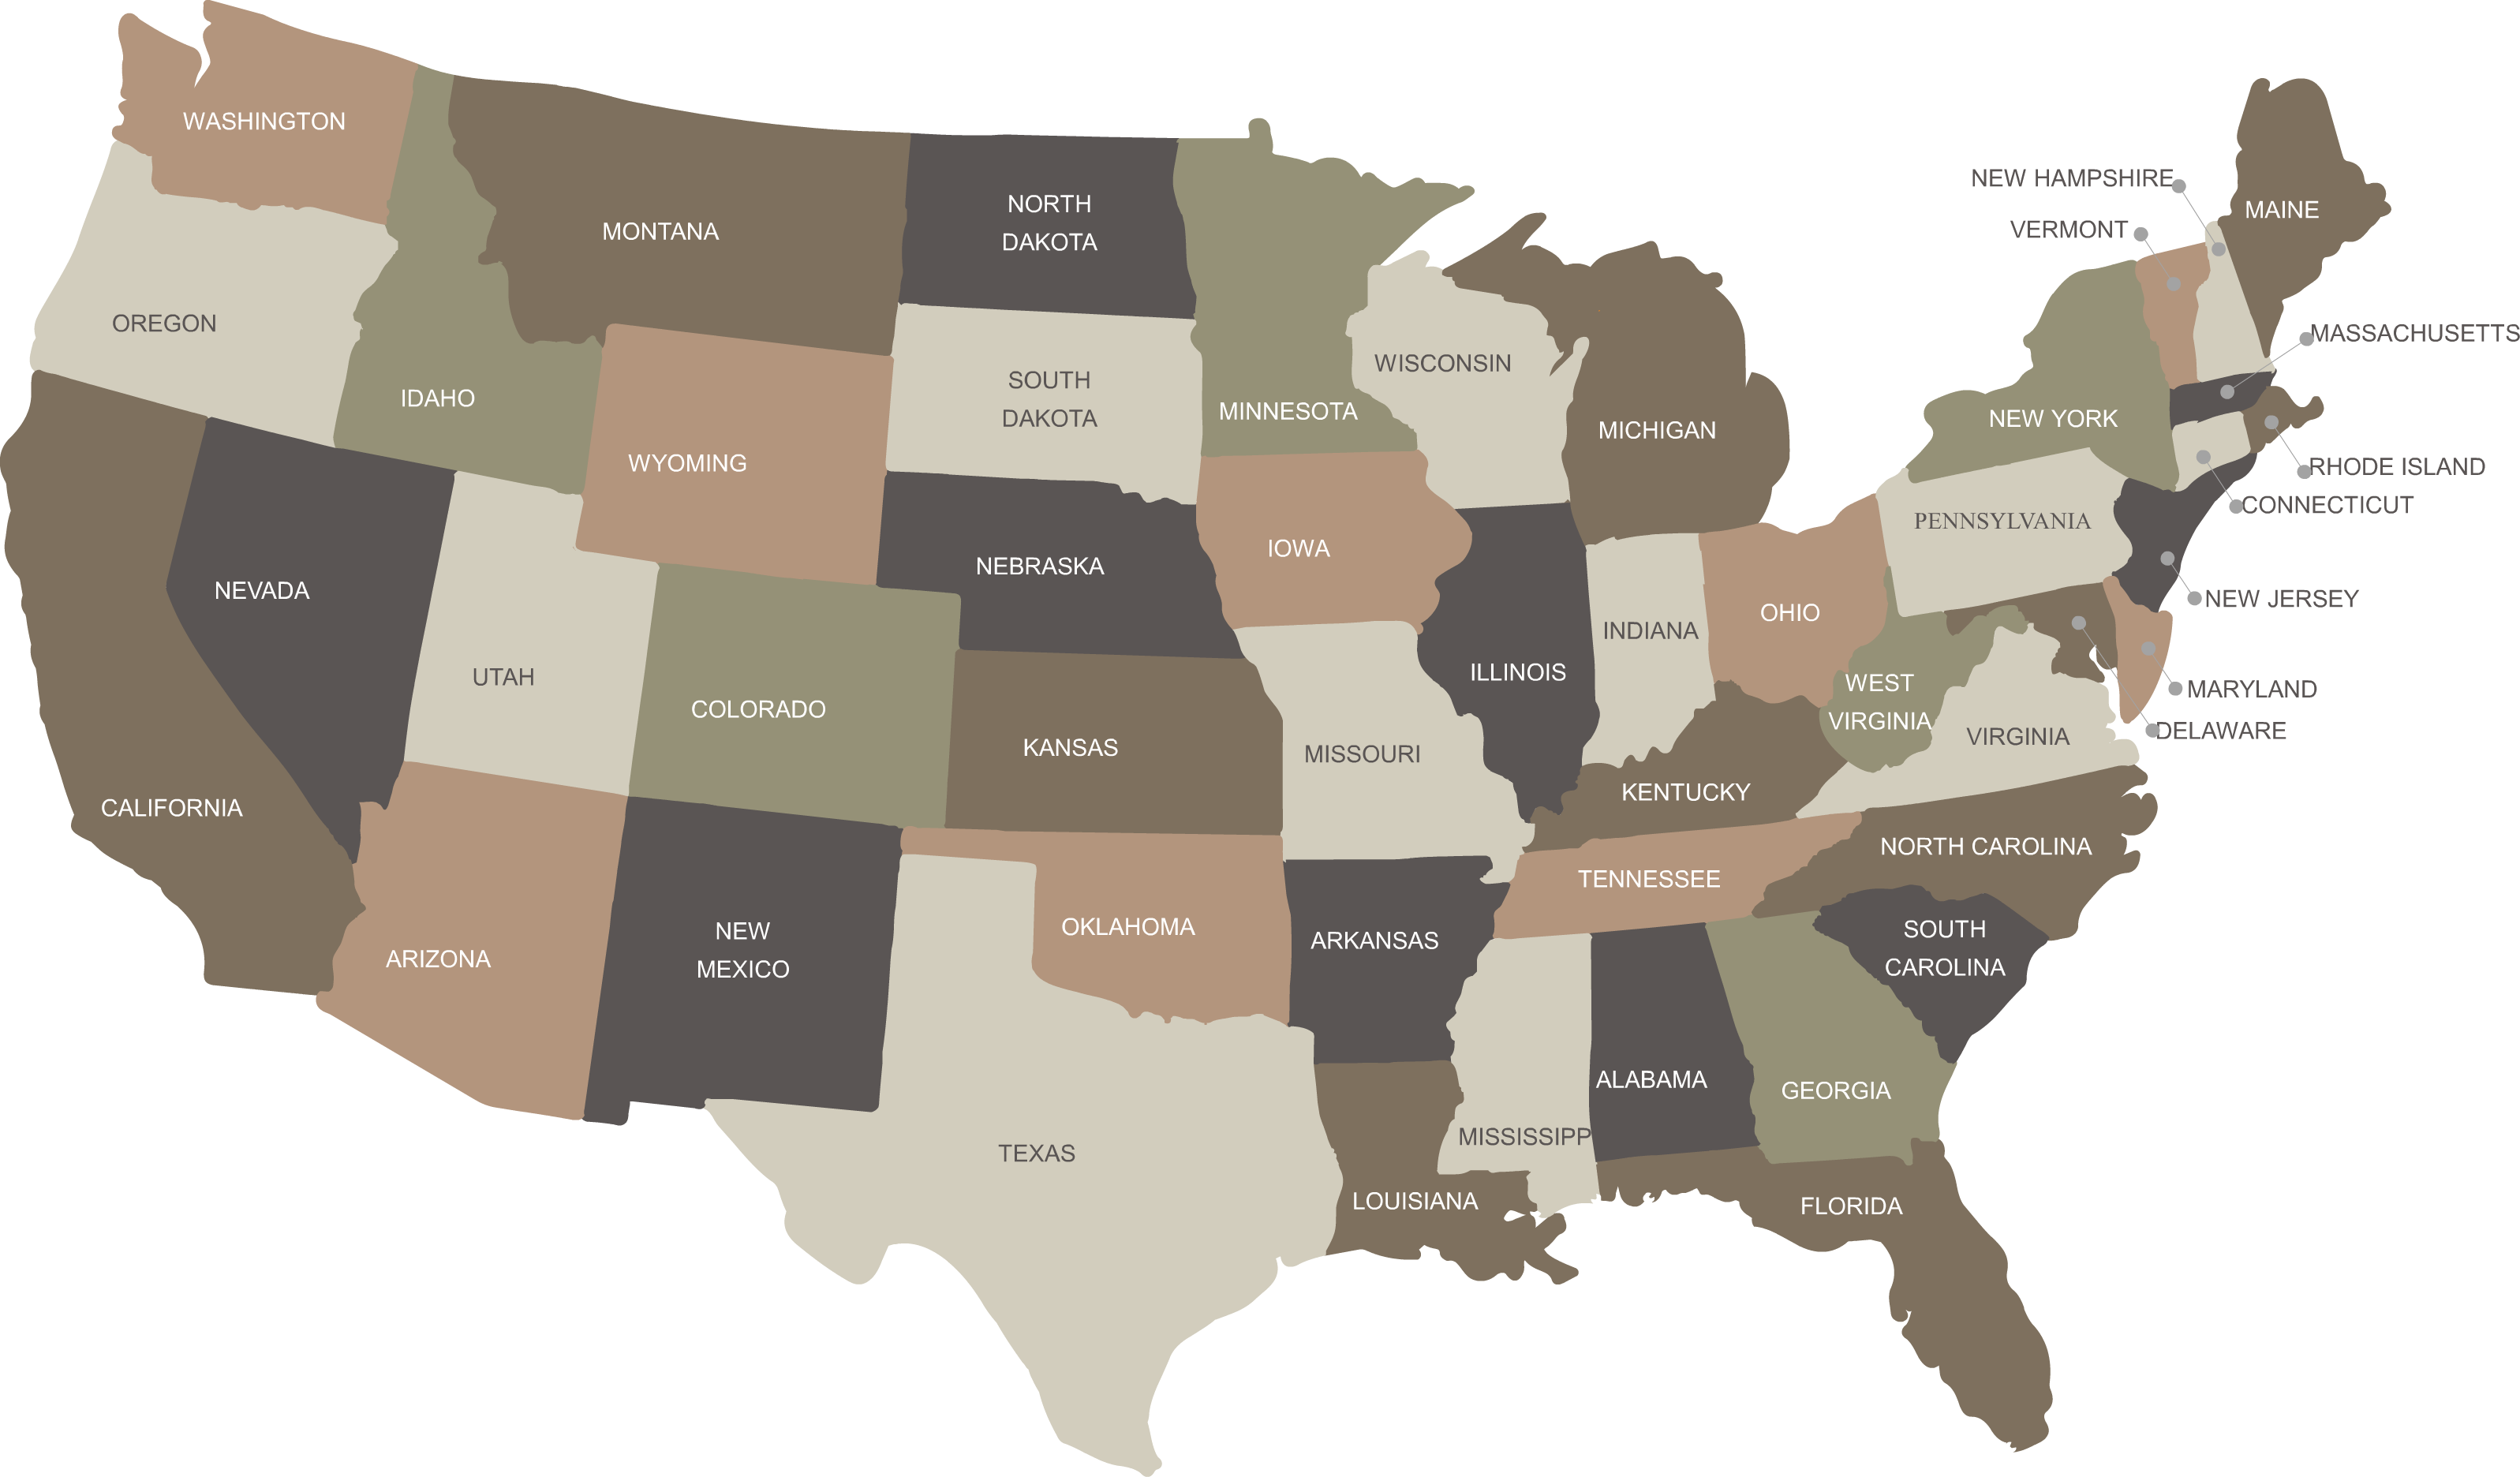 WASHINGTON
NEW HAMPSHIRE
NORTH
DAKOTA
MAINE
VERMONT
MONTANA
OREGON
MASSACHUSETTS
WISCONSIN
SOUTH
DAKOTA
IDAHO
MINNESOTA
NEW YORK
MICHIGAN
WYOMING
RHODE ISLAND
CONNECTICUT
PENNSYLVANIA
IOWA
NEBRASKA
NEVADA
NEW JERSEY
OHIO
INDIANA
ILLINOIS
UTAH
WEST
VIRGINIA
MARYLAND
COLORADO
DELAWARE
VIRGINIA
KANSAS
MISSOURI
KENTUCKY
CALIFORNIA
NORTH CAROLINA
TENNESSEE
OKLAHOMA
NEW
MEXICO
SOUTH
CAROLINA
ARKANSAS
ARIZONA
ALABAMA
GEORGIA
MISSISSIPP
TEXAS
LOUISIANA
FLORIDA